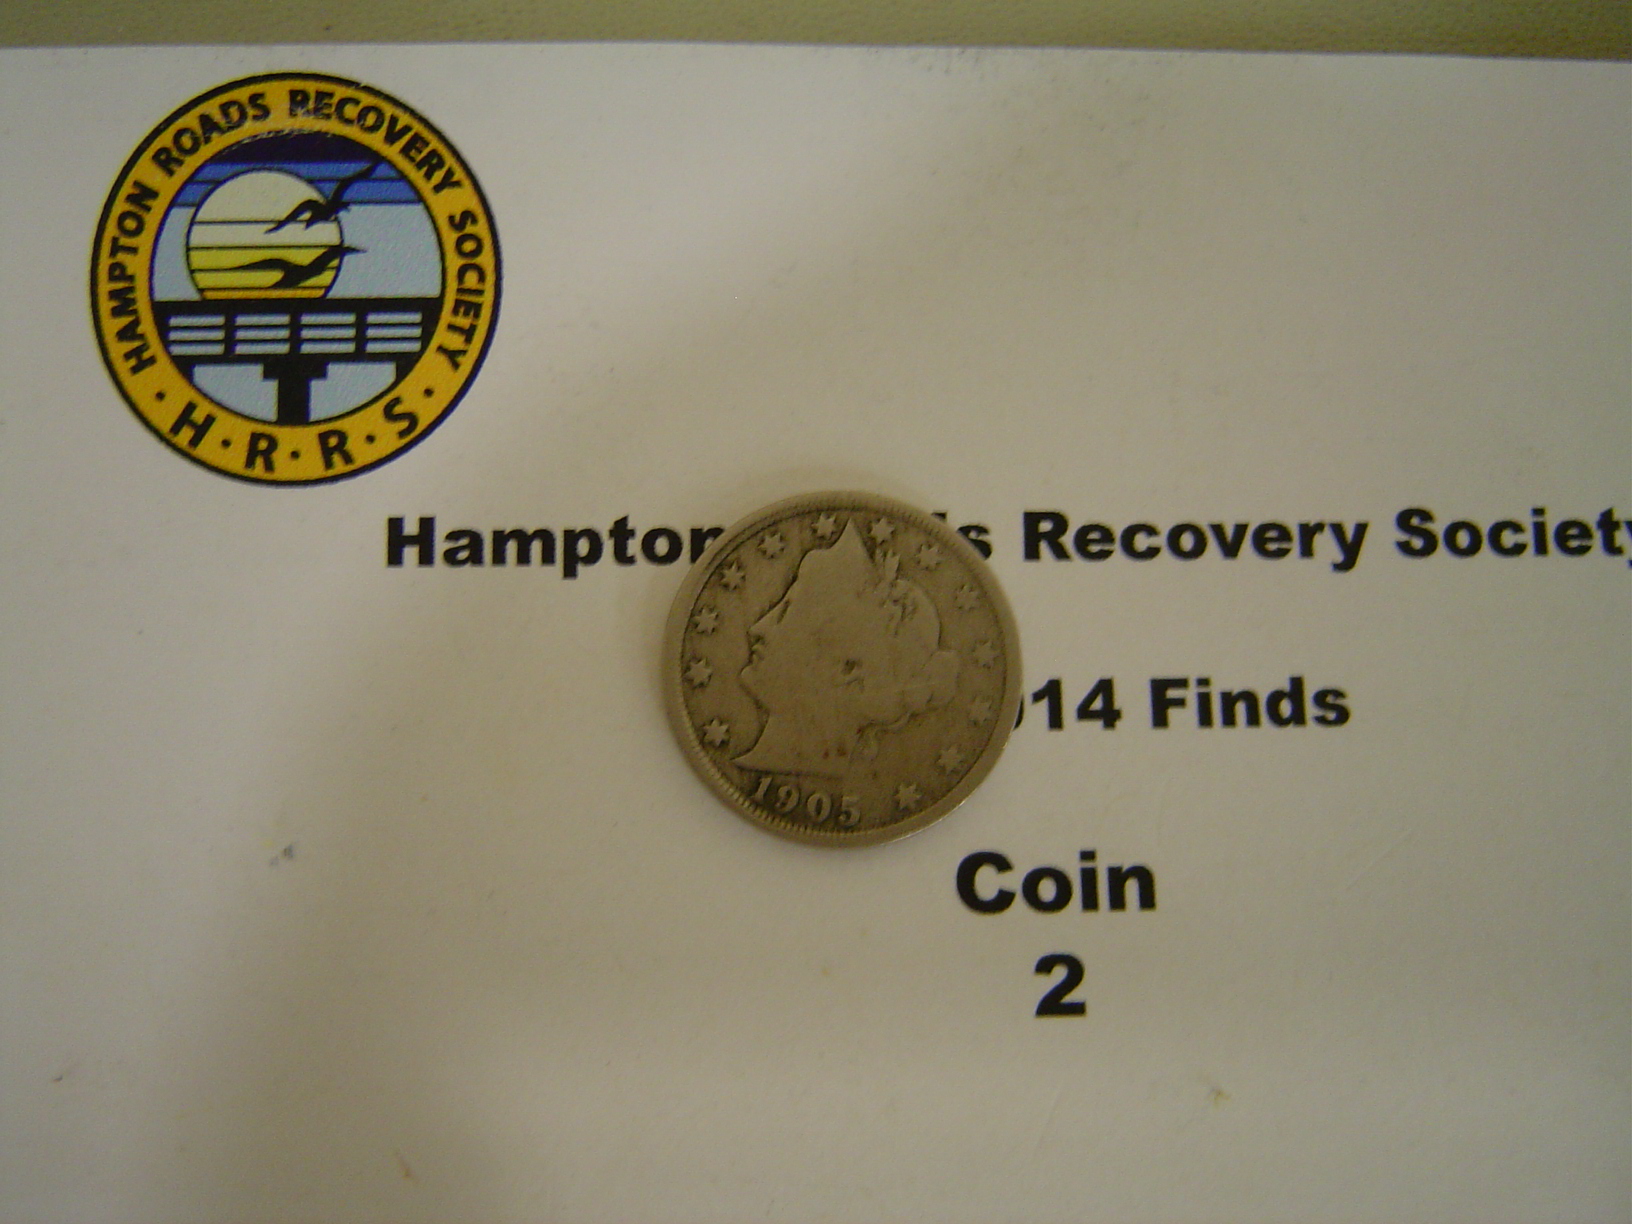 HAMPTON ROADS RECOVERY SOCIETY
· H · R · R · S ·
Hampton Recovery Society
14 Finds
1905
Coin
2